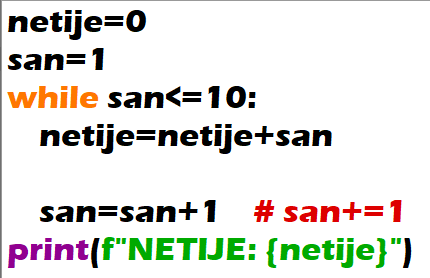 netije=0
san=1
while san<=10:
    netije=netije+san

    san=san+1    # san+=1
print(f"NETIJE: {netije}")